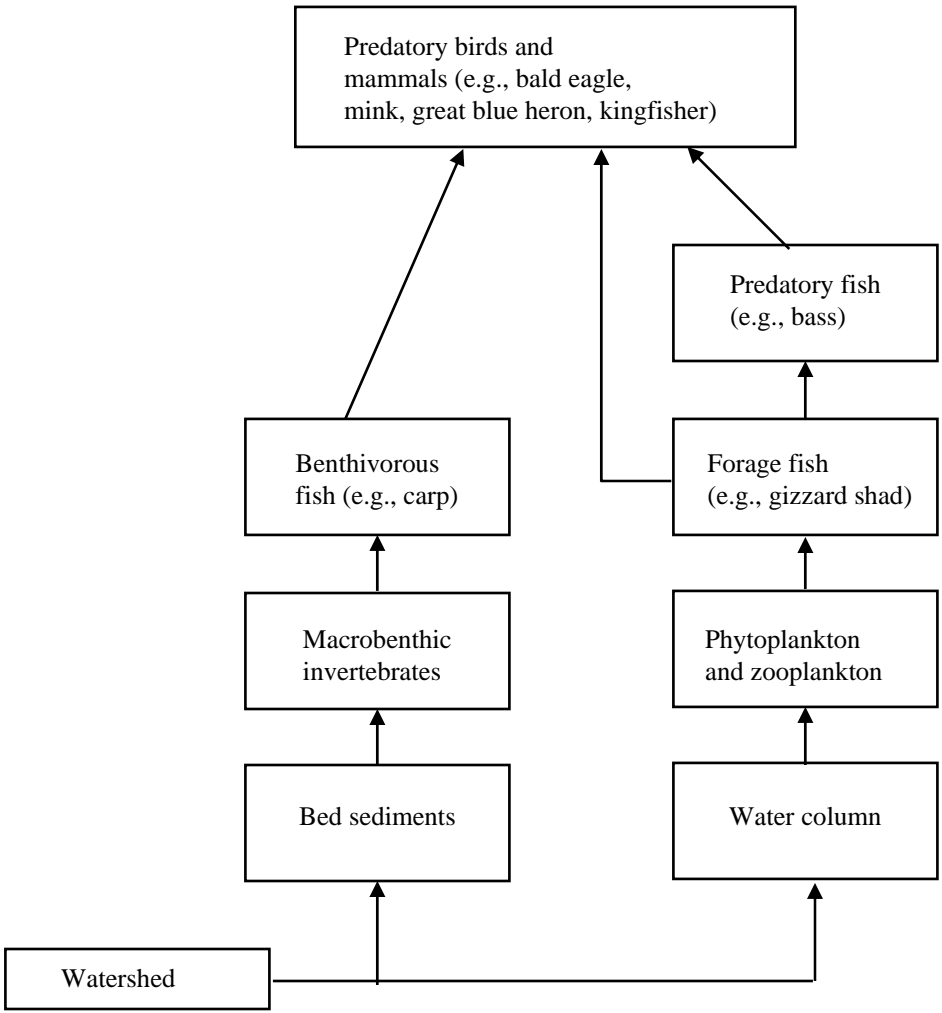 Predatory birds and
mammals (e.g., bald eagle,
mink, great blue heron, kingfisher)
Predatory fish
(e.g., bass)
Benthivorous
fish (e.g., carp)
Forage fish
(e.g., gizzard shad)
Macrobenthic
invertebrates
Phytoplankton
and zooplankton
Bed sediments
Water column
Watershed